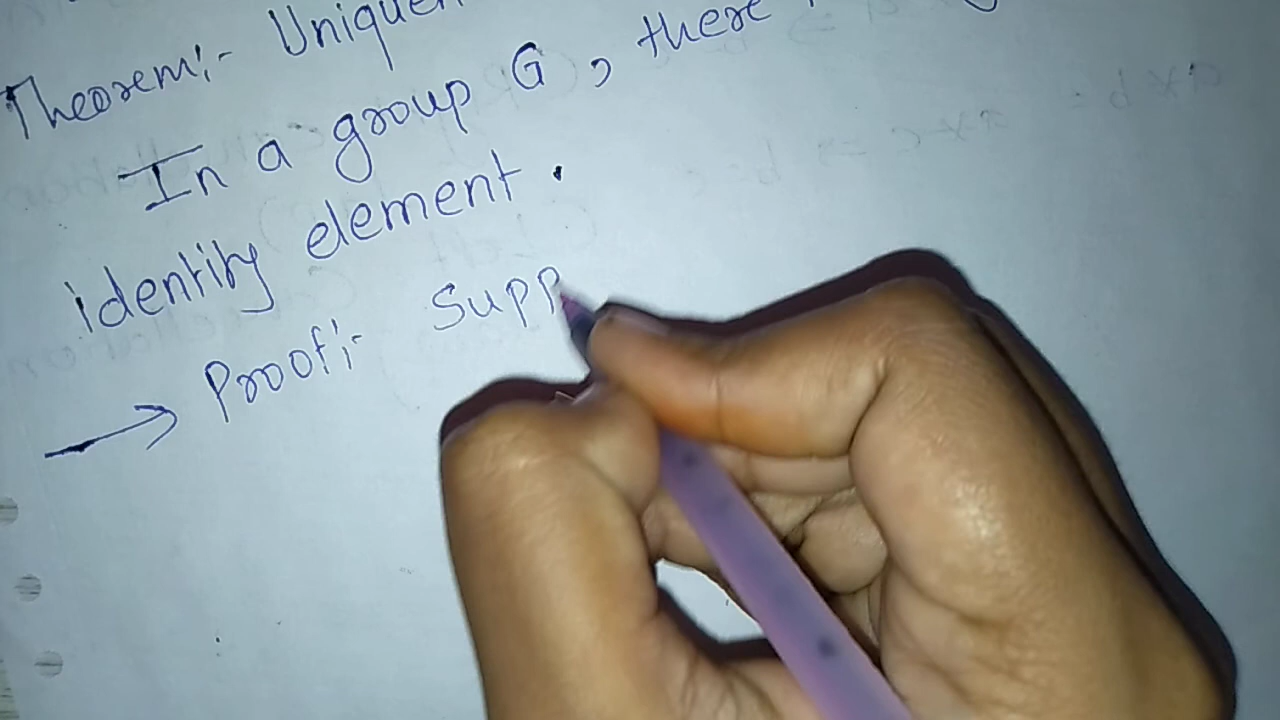 Theorem:- Uniquen
In a group G, there
identity element.
→ Proof:- Supp